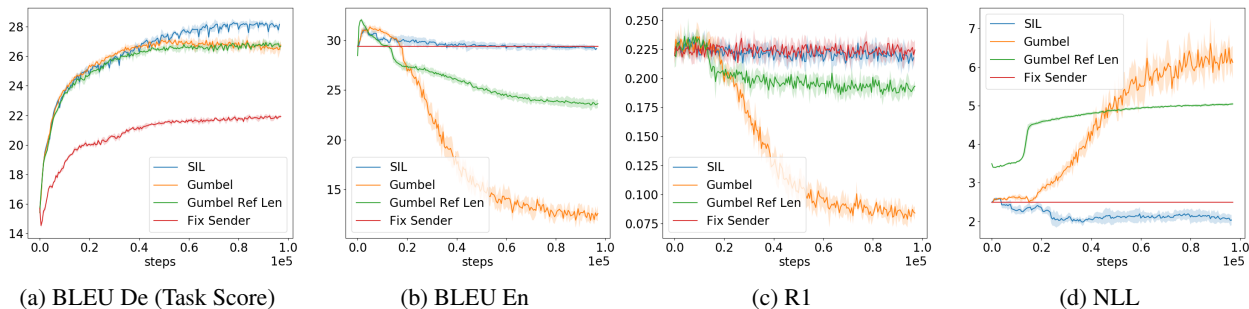 28
26
24
22
20
18
16
14
SIL
Gumbel
Gumbel Ref Len
Fix Sender
0.0 0.2 0.4 0.6 0.8 1.0
steps 1e5
(a) BLEU De (Task Score)
30
25
20
15
SIL
Gumbel
Gumbel Ref Len
Fix Sender
0.0 0.2 0.4 0.6 0.8 1.0
steps 1e5
(b) BLEU En
0.250
0.225
0.200
0.175
0.150
0.125
0.100
0.075
SIL
Gumbel
Gumbel Ref Len
Fix Sender
0.0 0.2 0.4 0.6 0.8 1.0
steps 1e5
(c) R1
7
6
5
4
3
2
SIL
Gumbel
Gumbel Ref Len
Fix Sender
0.0 0.2 0.4 0.6 0.8 1.0
steps 1e5
(d) NLL